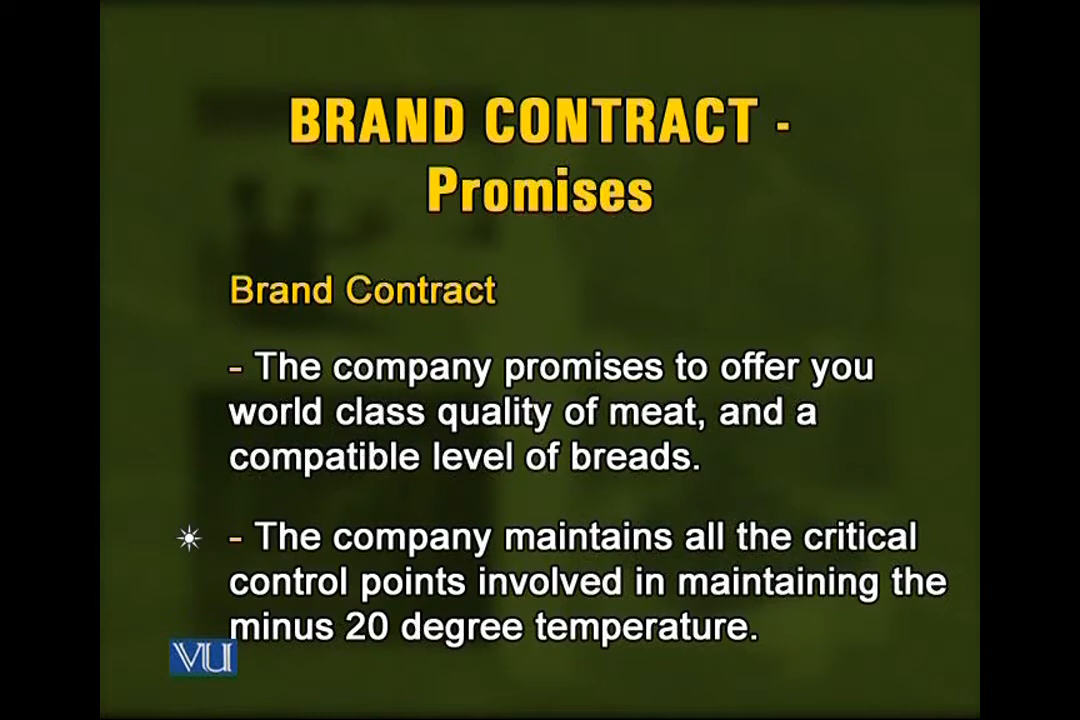 BRAND CONTRACT -
Promises
Brand Contract
- The company promises to offer you
world class quality of meat, and a
compatible level of breads.
- The company maintains all the critical
control points involved in maintaining the
minus 20 degree temperature.
VU